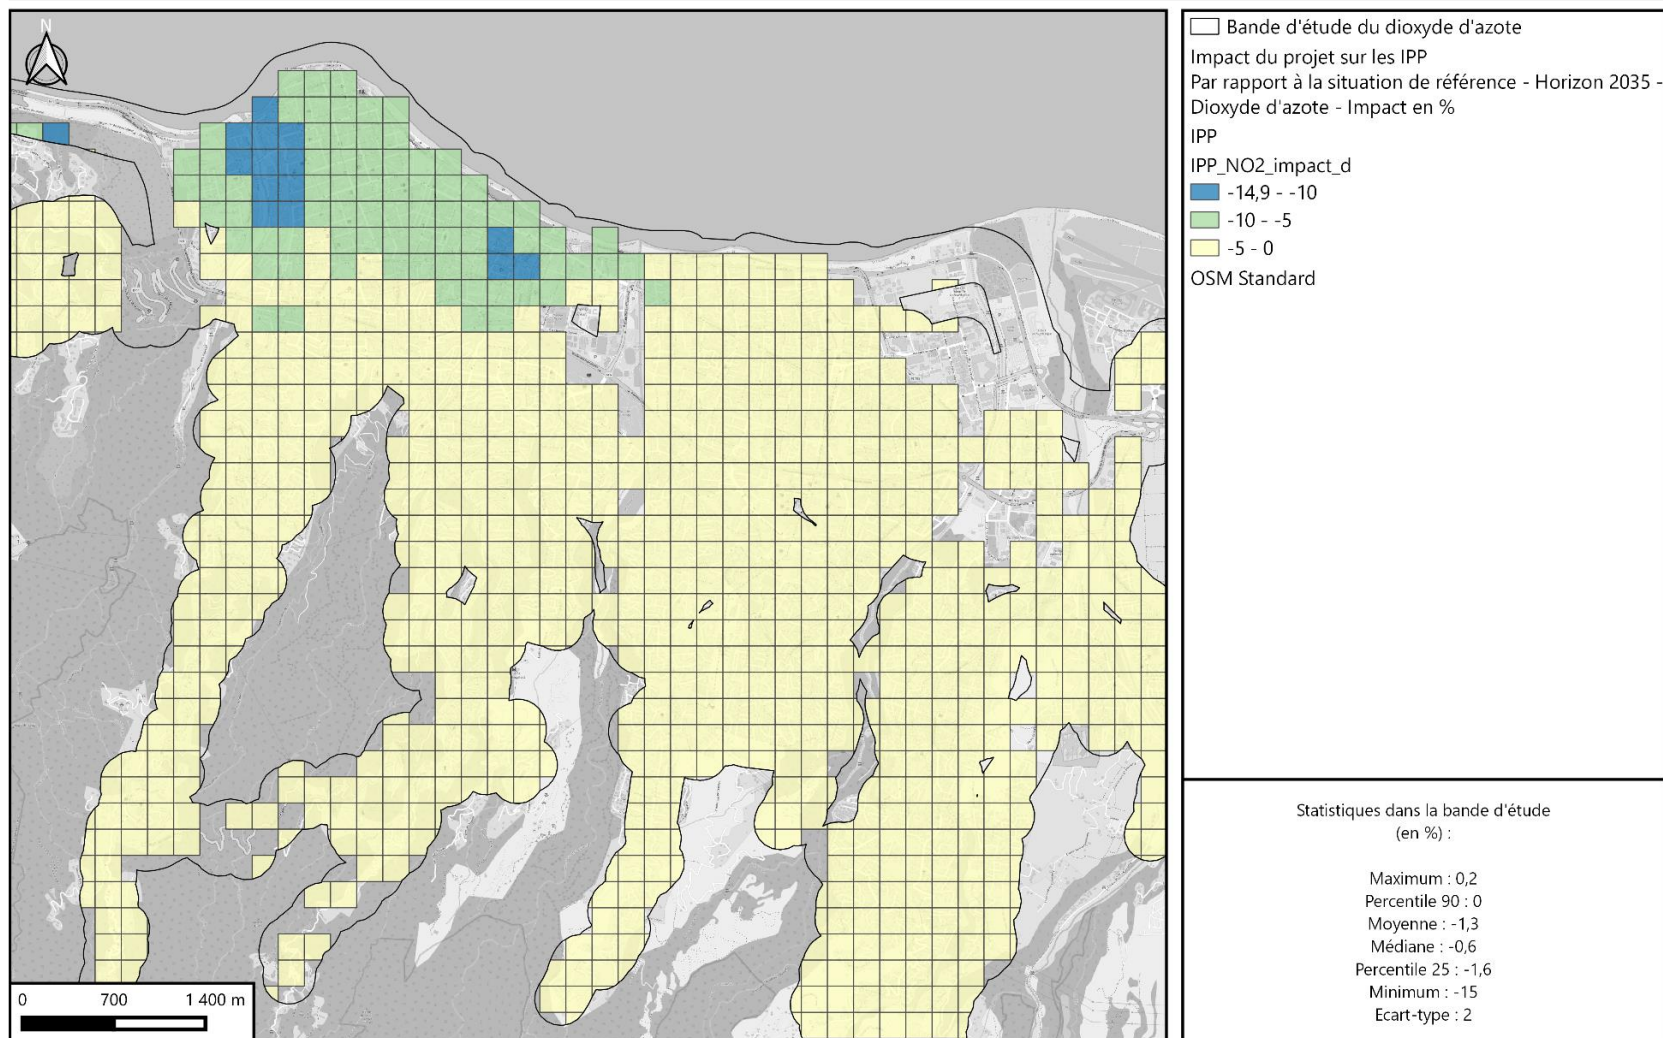 N
0 700 1 400 m
Bande d'étude du dioxyde d'azote
Impact du projet sur les IPP
Par rapport à la situation de référence - Horizon 2035 -
Dioxyde d'azote - Impact en %
IPP
IPP_NO2_impact_d
-14,9 - -10
-10 - -5
-5 - 0
OSM Standard
Statistiques dans la bande d'étude
(en %) :
Maximum : 0,2
Percentile 90 : 0
Moyenne : -1,3
Médiane : -0,6
Percentile 25 : -1,6
Minimum : -15
Ecart-type : 2